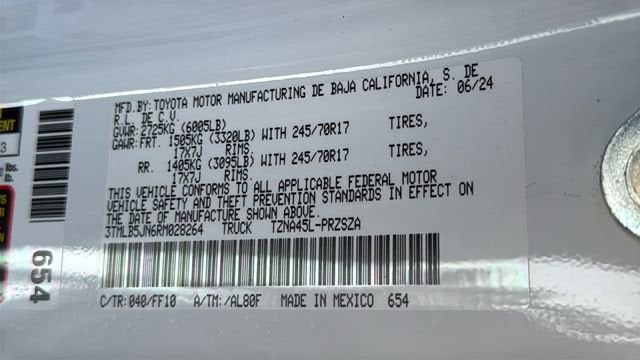 MFD.BY:TOYOTA MOTOR MANUFACTURING DE BAJA CALIFORNIA, S. DE
R.L. DE C.V. DATE: 06/24
GVWR:2725KG (6005LB)
GAWR:FRT. 1505KG (3320LB) WITH 245/70R17 TIRES,
17X7J RIMS.
RR. 1405KG (3095LB) WITH 245/70R17 TIRES,
17X7J RIMS.
THIS VEHICLE CONFORMS TO ALL APPLICABLE FEDERAL MOTOR
VEHICLE SAFETY AND THEFT PREVENTION STANDARDS IN EFFECT ON
THE DATE OF MANUFACTURE SHOWN ABOVE.
3TMLB5JN6RM028264 TRUCK TZNA45L-PRZSZA
C/TR:040/FF10 A/TM:/AL80F MADE IN MEXICO 654
654
lbs.
lb.